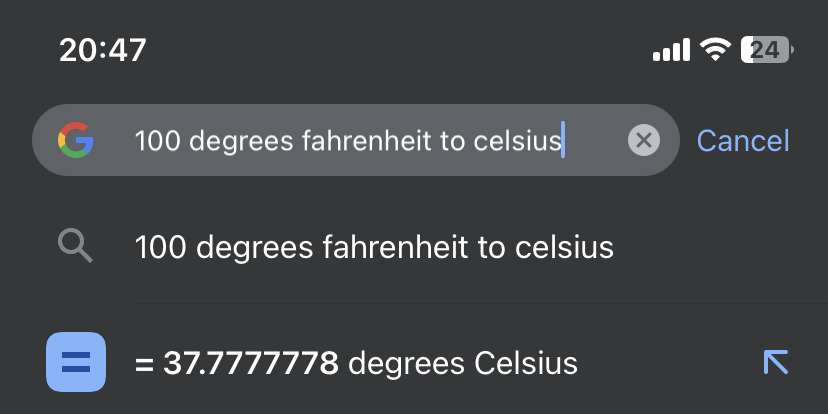 20:47
24
100 degrees fahrenheit to celsius
Cancel
100 degrees fahrenheit to celsius
= 37.7777778 degrees Celsius